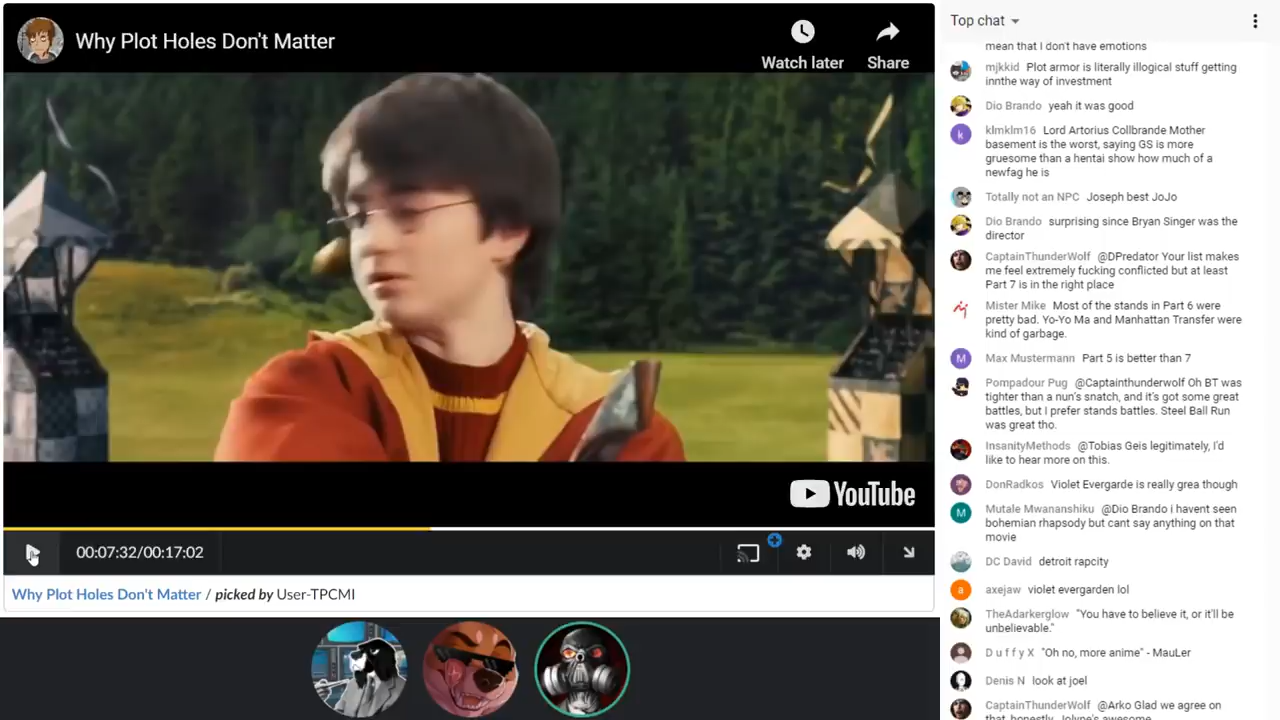 Why Plot Holes Don't Matter
Watch later
Share
YouTube
00:07:32/00:17:02
Why Plot Holes Don't Matter / picked by User-TPCMI
Top chat
mean that I don't have emotions
mjkkid Plot armor is literally illogical stuff getting
innthe way of investment
Dio Brando yeah it was good
k
klmklm16 Lord Artorius Collbrande Mother
basement is the worst, saying GS is more
gruesome than a hentai show how much of a
newfag he is
Totally not an NPC Joseph best JoJo
Dio Brando surprising since Bryan Singer was the
director
CaptainThunderWolf @DPredator Your list makes
me feel extremely fucking conflicted but at least
Part 7 is in the right place
Mister Mike Most of the stands in Part 6 were
pretty bad. Yo-Yo Ma and Manhattan Transfer were
kind of garbage.
M
Max Mustermann Part 5 is better than 7
Pompadour Pug @Captainthunderwolf Oh BT was
tighter than a nun's snatch, and it's got some great
battles, but I prefer stands battles. Steel Ball Run
was great tho.
InsanityMethods @Tobias Geis legitimately, I'd
like to hear more on this.
DonRadkos Violet Evergarde is really grea though
M
Mutale Mwananshiku @Dio Brando i havent seen
bohemian rhapsody but cant say anything on that
movie
DC David detroit rapcity
a
axejaw violet evergarden lol
TheAdarkerglow "You have to believe it, or it'll be
unbelievable."
D u f f y X "Oh no, more anime" - MauLer
Denis N look at joel
CaptainThunderWolf @Arko Glad we agree on
that, honestly. Jolyne's awesome